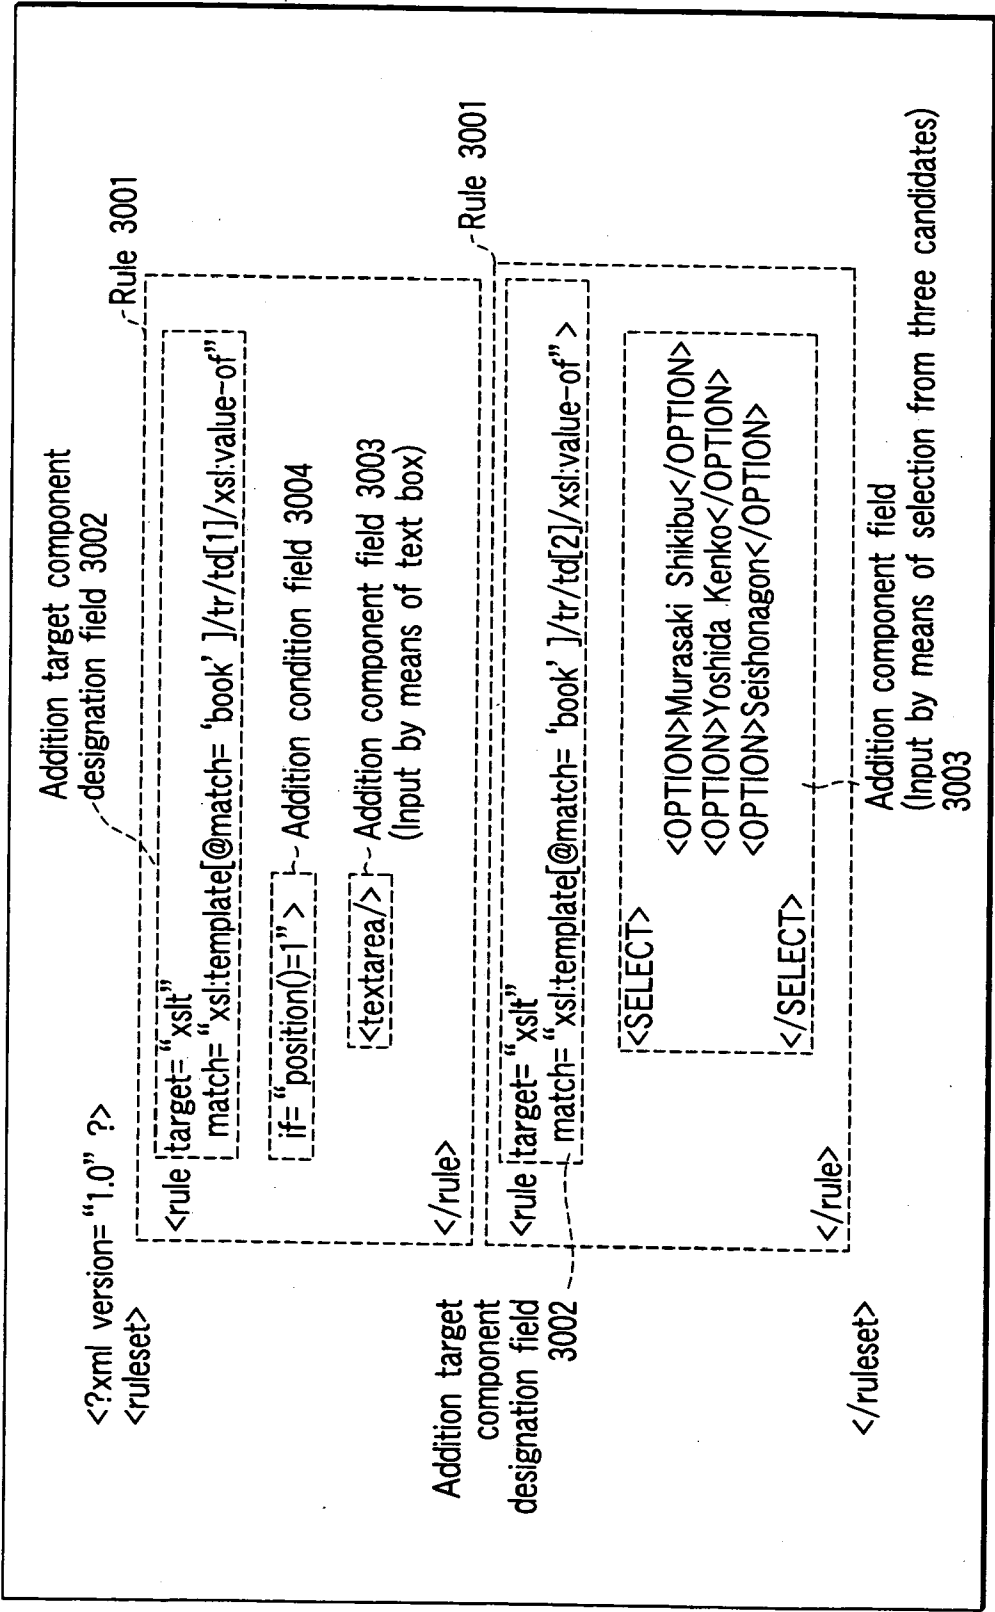 <?xml version=“1.0” ?>
<ruleset>
Addition target component
designation field 3002
Rule 3001
<rule target=“xslt”
match=“xsl:template[@match= ‘book’ ]/tr/td[1]/xsl:value-of”
if=“position()=1” >
Addition condition field 3004
<textarea/>
Addition component field 3003
(Input by means of text box)
</rule>
Rule 3001
Addition target
component
designation field
3002
<rule target=“xslt”
match=“xsl:template[@match= ‘book’ ]/tr/td[2]/xsl:value-of” >
<SELECT>
<OPTION>Murasaki Shikibu</OPTION>
<OPTION>Yoshida Kenko</OPTION>
<OPTION>Seishonagon</OPTION>
</SELECT>
</rule>
Addition component field
(Input by means of selection from three candidates)
3003
</ruleset>